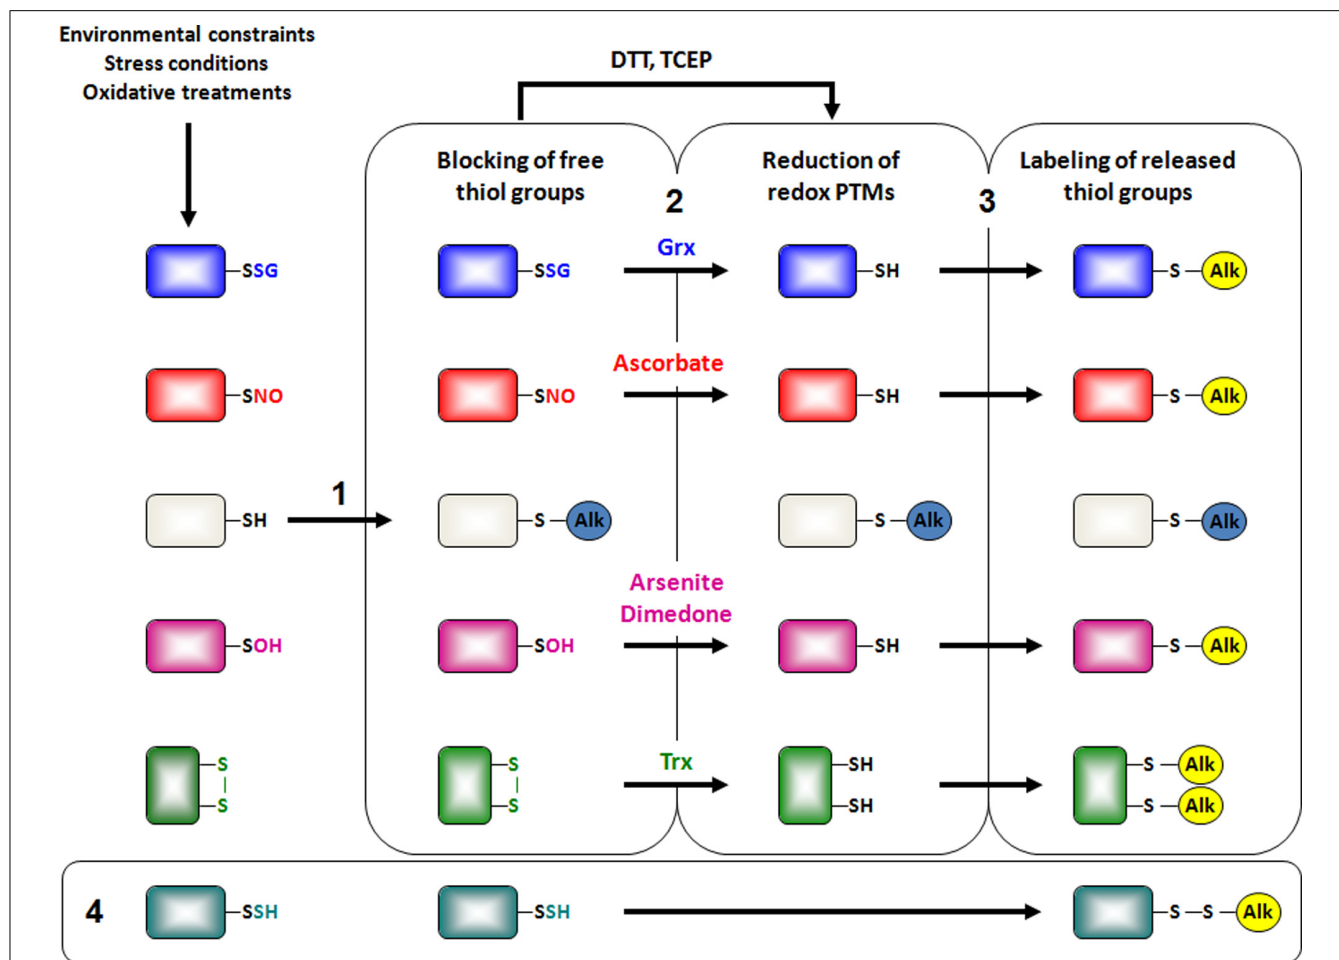 Environmental constraints
Stress conditions
Oxidative treatments
DTT, TCEP
Blocking of free
thiol groups
2
Reduction of
redox PTMs
3
Labeling of released
thiol groups
SSG
SSG
Grx
SH
S
Alk
SNO
SNO
Ascorbate
SH
S
Alk
SH
1
S
Alk
S
Alk
S
Alk
SOH
SOH
Arsenite
Dimedone
SH
S
Alk
S
S
S
S
Trx
SH
SH
S
Alk
S
Alk
4
SSH
SSH
S
S
Alk